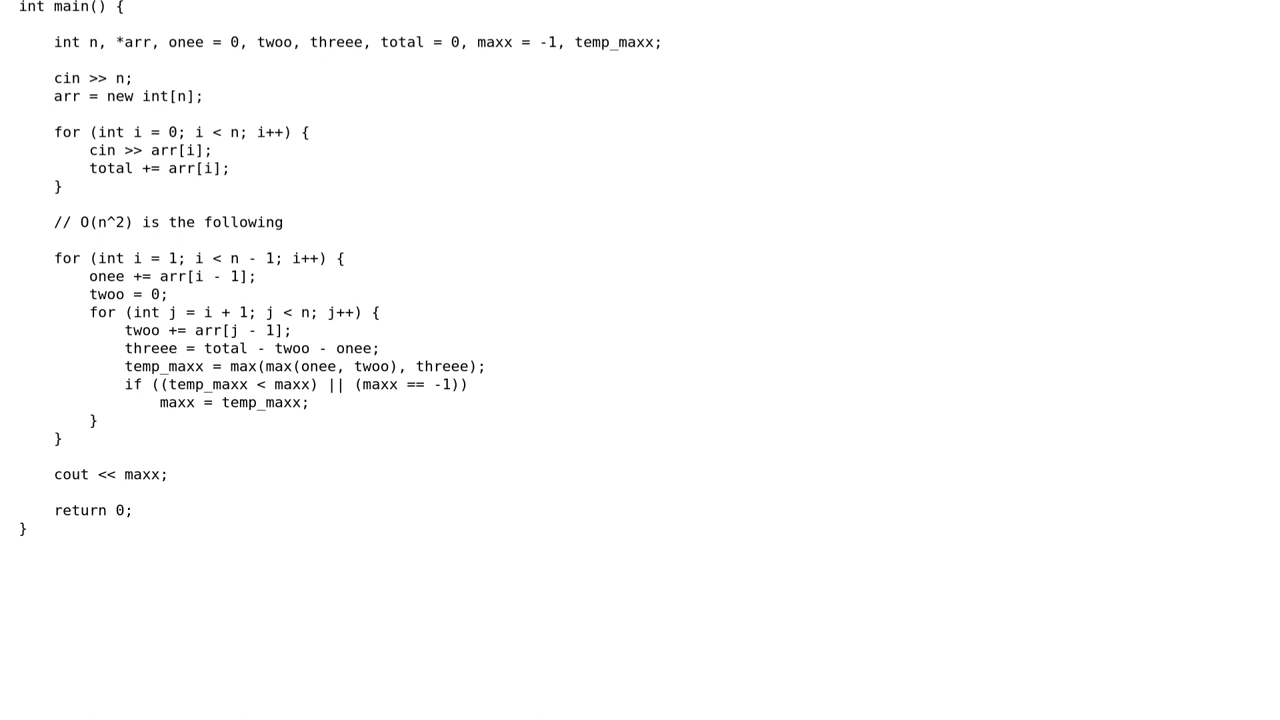 int main() {
int n, *arr, onee = 0, twoo, threee, total = 0, maxx = -1, temp_maxx;
cin >> n;
arr = new int[n];
for (int i = 0; i < n; i++) {
cin >> arr[i];
total += arr[i];
}
// O(n^2) is the following
for (int i = 1; i < n - 1; i++) {
onee += arr[i - 1];
twoo = 0;
for (int j = i + 1; j < n; j++) {
twoo += arr[j - 1];
threee = total - twoo - onee;
temp_maxx = max(max(onee, twoo), threee);
if ((temp_maxx < maxx) || (maxx == -1))
maxx = temp_maxx;
}
}
cout << maxx;
return 0;
}